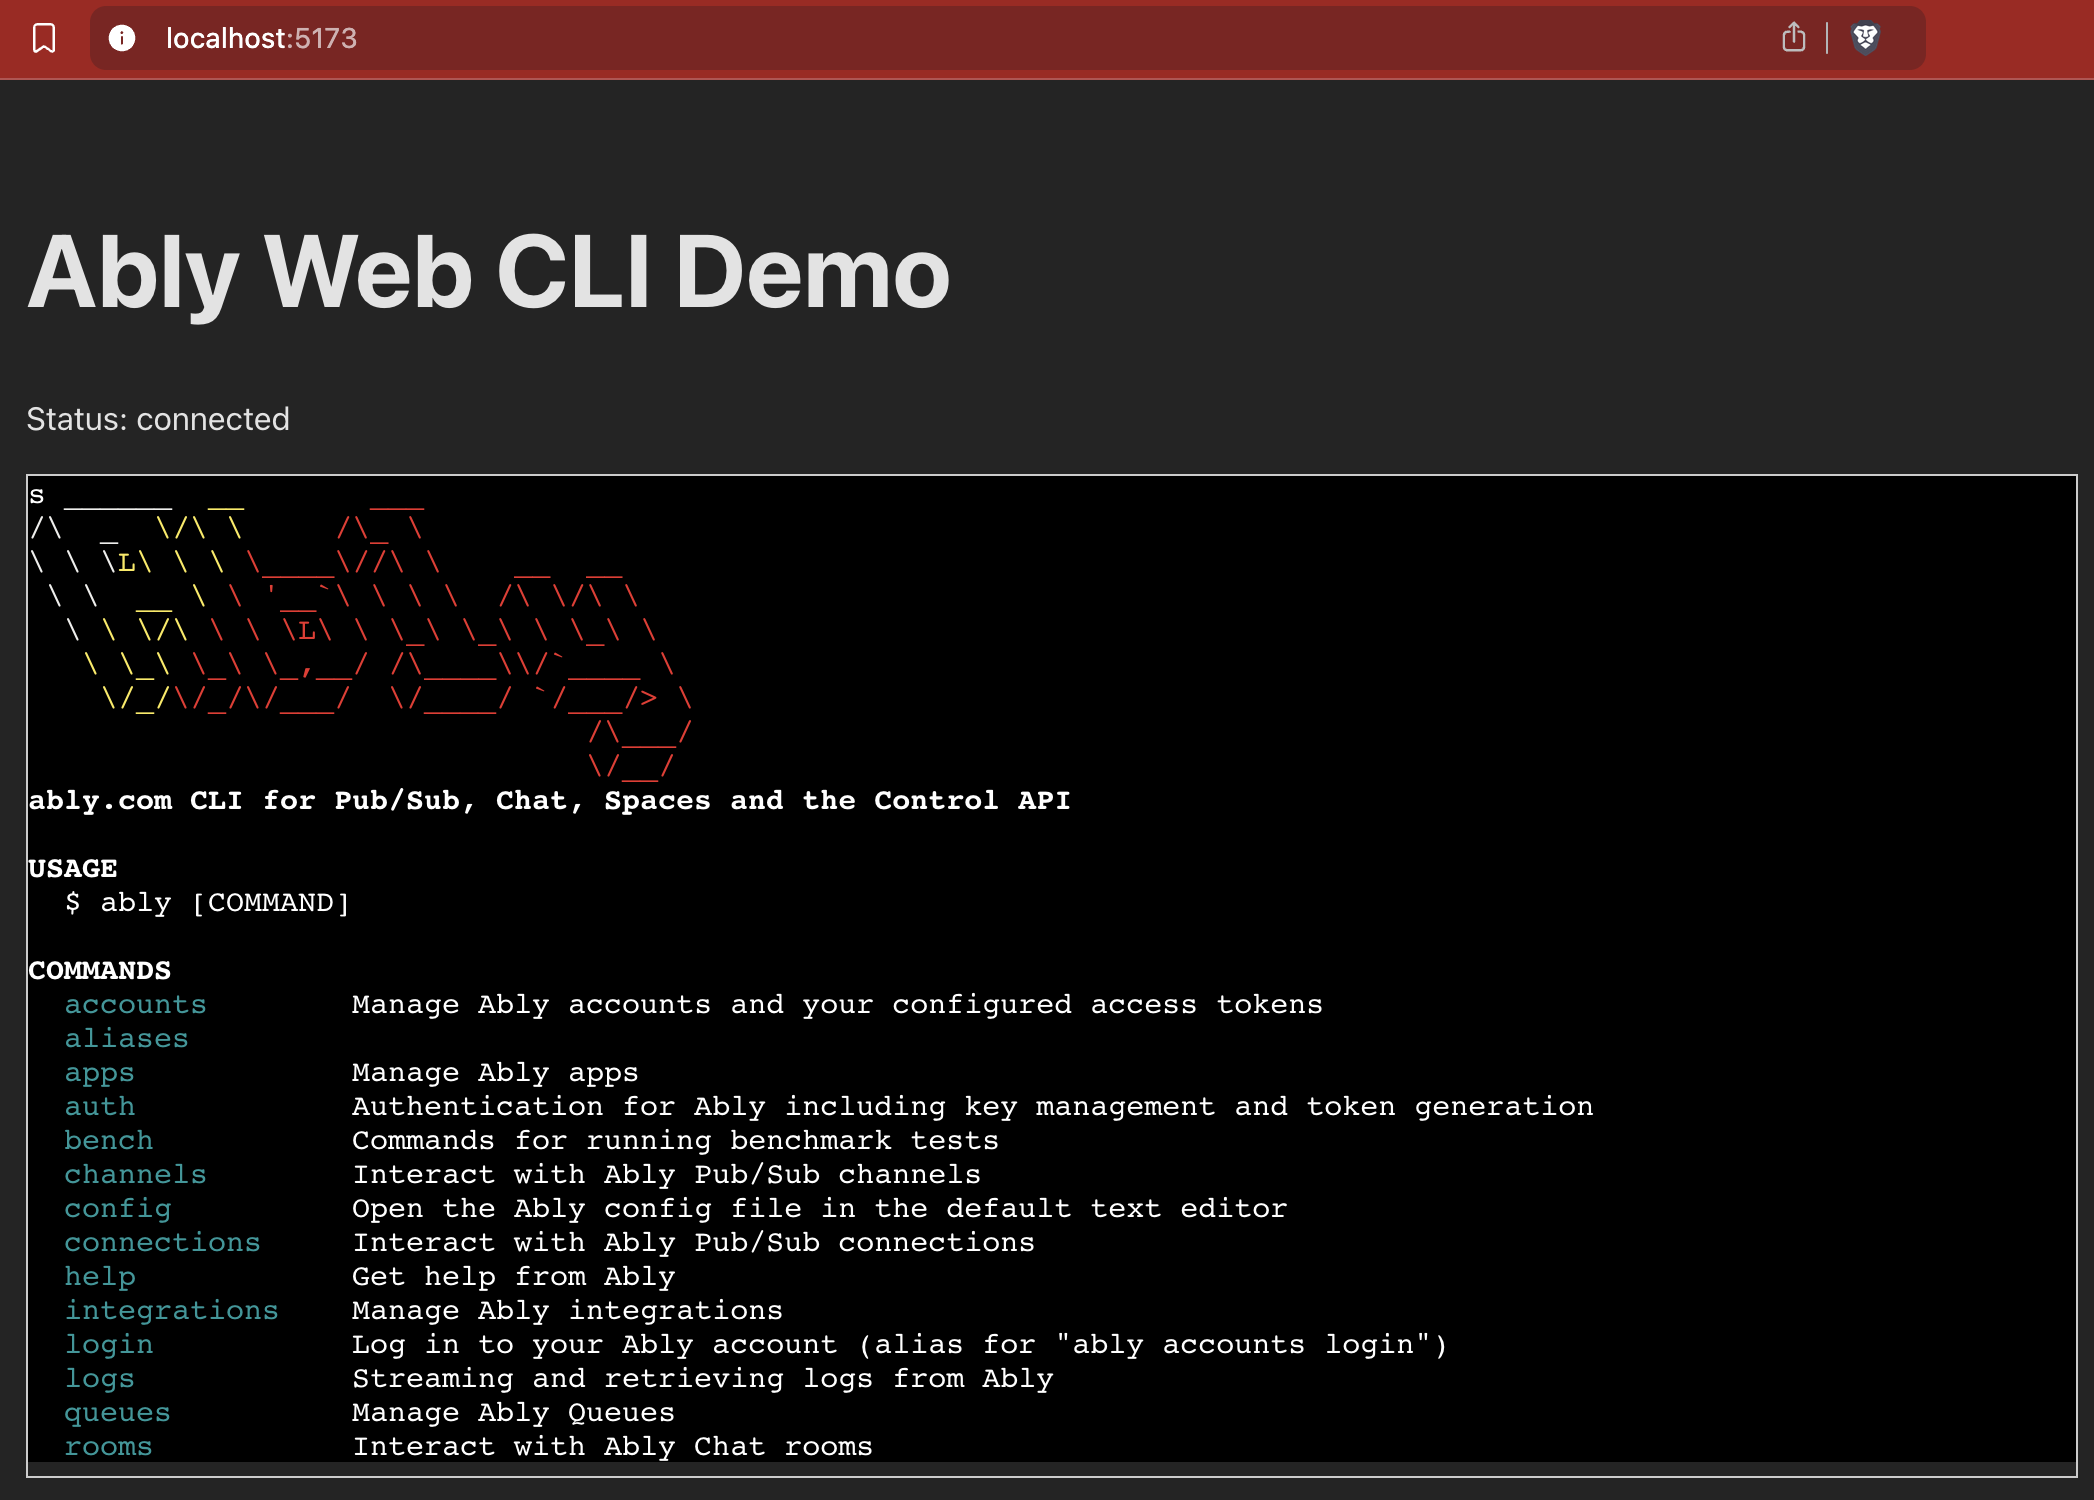 localhost:5173
Ably Web CLI Demo
Status: connected
s
ably.com CLI for Pub/Sub, Chat, Spaces and the Control API
USAGE
$ ably [COMMAND]
COMMANDS
accounts Manage Ably accounts and your configured access tokens
aliases
apps Manage Ably apps
auth Authentication for Ably including key management and token generation
bench Commands for running benchmark tests
channels Interact with Ably Pub/Sub channels
config Open the Ably config file in the default text editor
connections Interact with Ably Pub/Sub connections
help Get help from Ably
integrations Manage Ably integrations
login Log in to your Ably account (alias for "ably accounts login")
logs Streaming and retrieving logs from Ably
queues Manage Ably Queues
rooms Interact with Ably Chat rooms